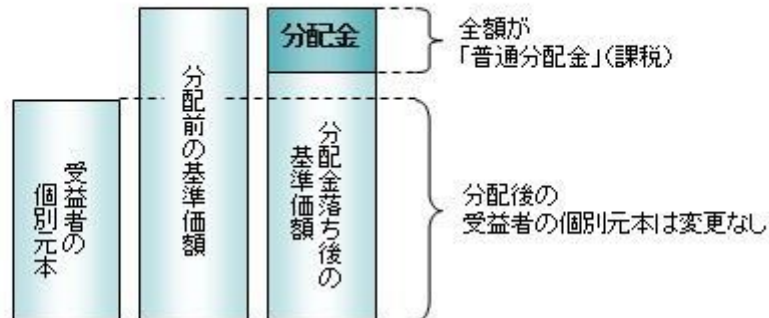 受益者の
個別元本
分配前の基準価額
分配金
分配金落ち後の
基準価額
全額が
「普通分配金」(課税)
分配後の
受益者の個別元本は変更なし